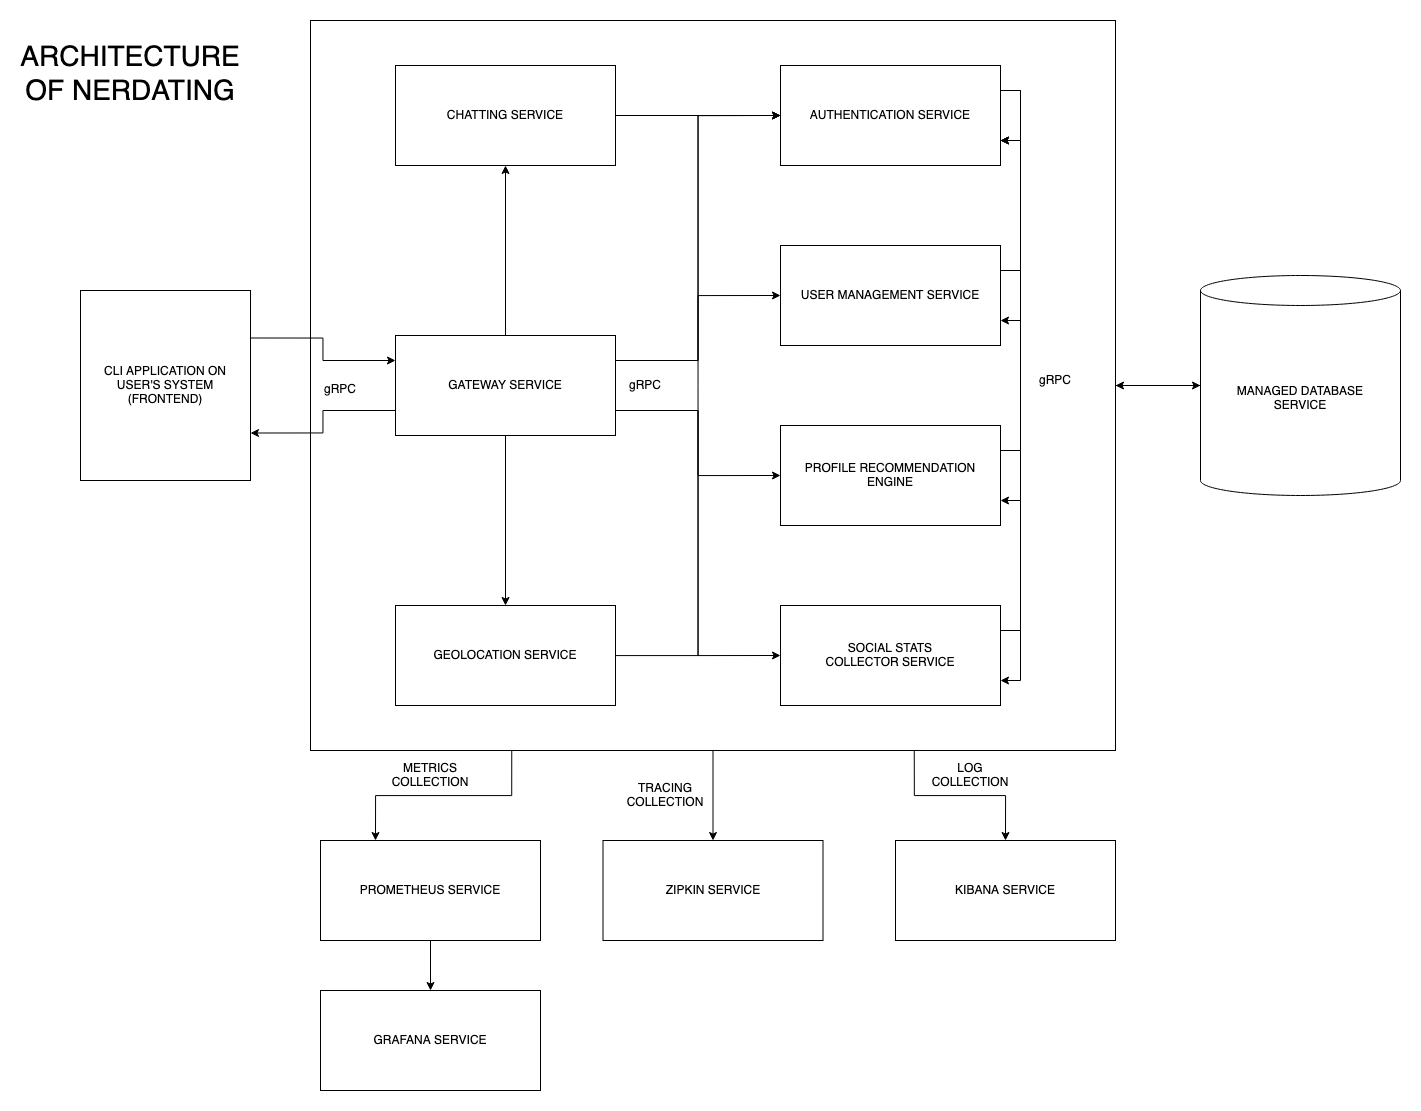 ARCHITECTURE
OF NERDATING
CHATTING SERVICE
AUTHENTICATION SERVICE
USER MANAGEMENT SERVICE
CLI APPLICATION ON
USER'S SYSTEM
(FRONTEND)
gRPC
GATEWAY SERVICE
gRPC
gRPC
MANAGED DATABASE
SERVICE
PROFILE RECOMMENDATION
ENGINE
GEOLOCATION SERVICE
SOCIAL STATS
COLLECTOR SERVICE
METRICS
COLLECTION
TRACING
COLLECTION
LOG
COLLECTION
PROMETHEUS SERVICE
ZIPKIN SERVICE
KIBANA SERVICE
GRAFANA SERVICE